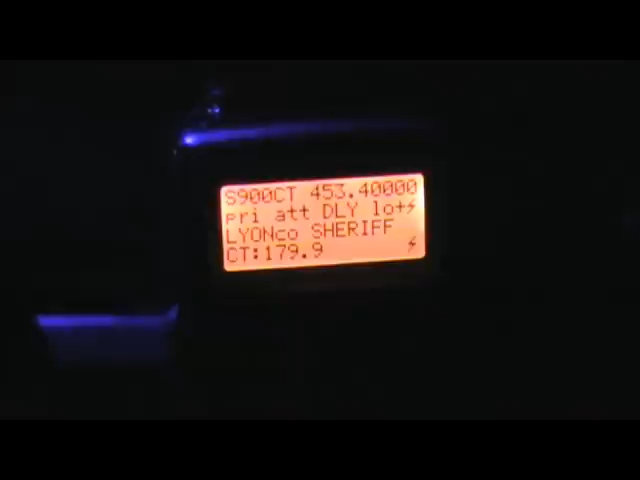 S900CT 453.40000
pri att DLY lo+⚡
LYONco SHERIFF
CT:179.9 ⚡